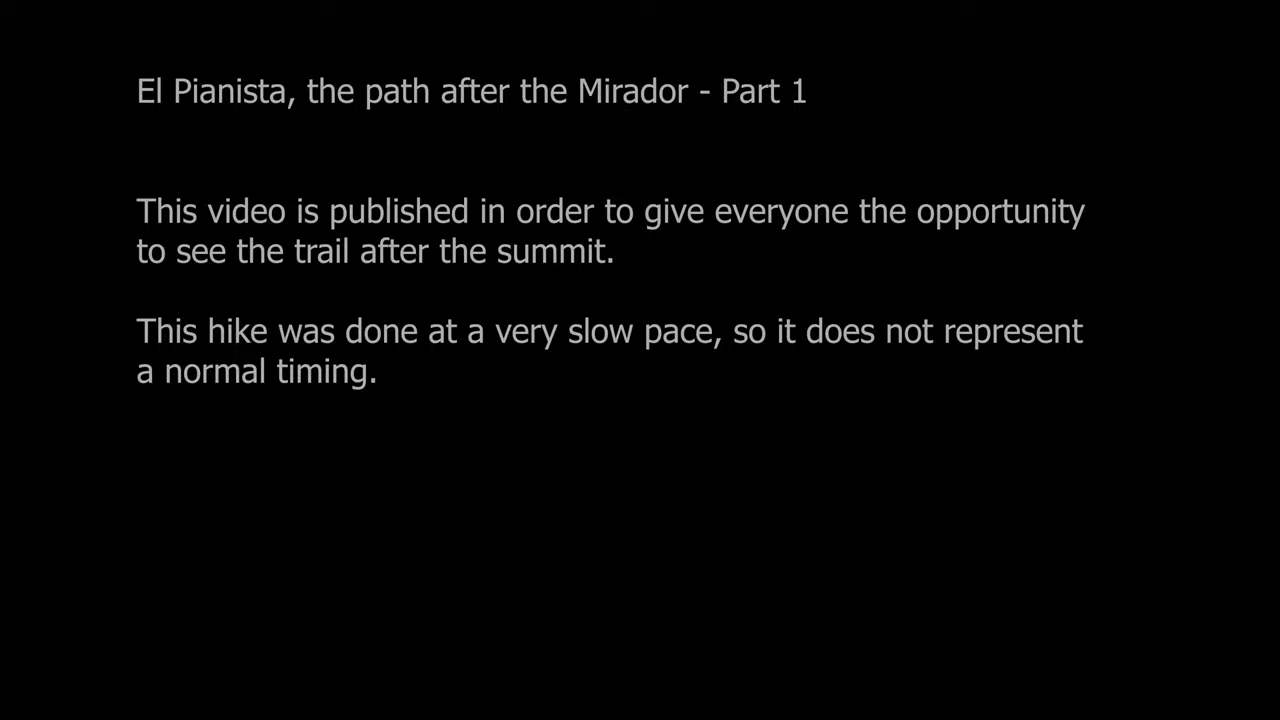 El Pianista, the path after the Mirador - Part 1
This video is published in order to give everyone the opportunity
to see the trail after the summit.
This hike was done at a very slow pace, so it does not represent
a normal timing.